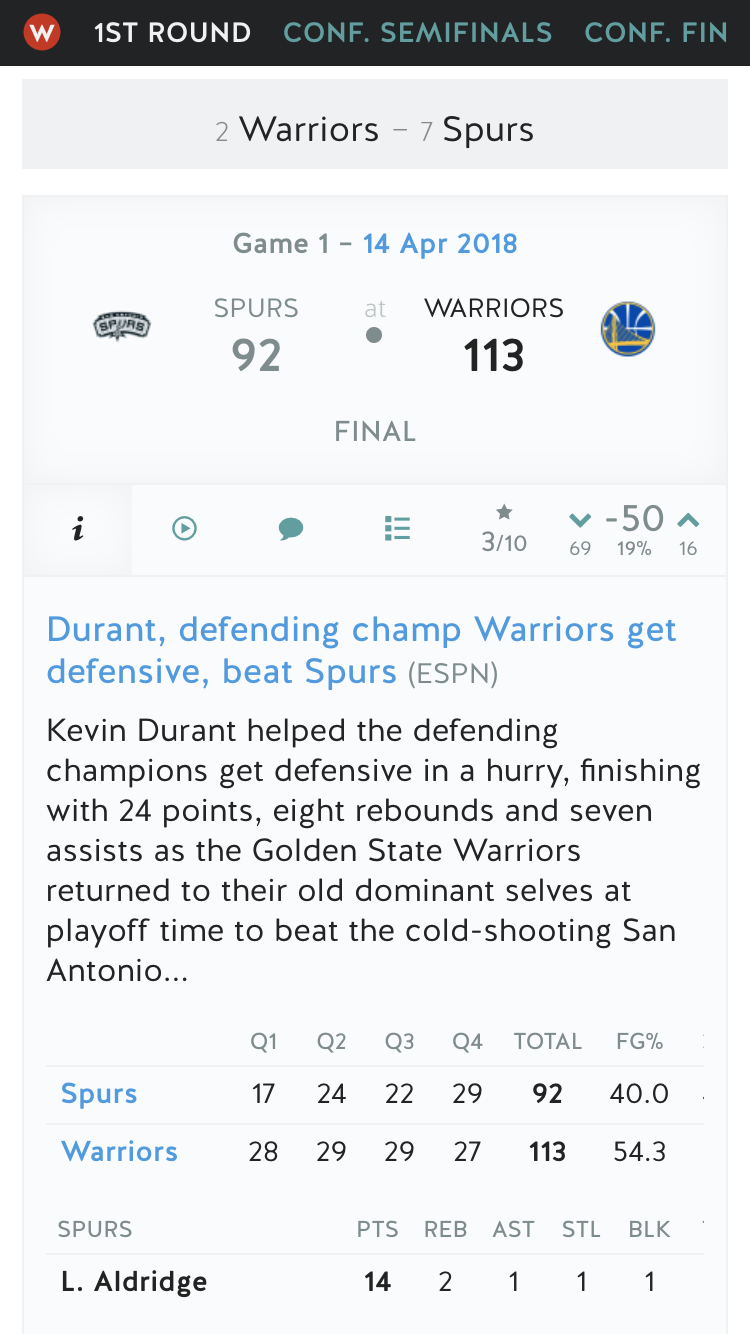 W 1ST ROUND CONF. SEMIFINALS CONF. FIN
2 Warriors – 7 Spurs
Game 1 – 14 Apr 2018
SPURS at WARRIORS
SPURS
92 113
FINAL
i 3/10 69 -50 19% 16
Durant, defending champ Warriors get
defensive, beat Spurs (ESPN)
Kevin Durant helped the defending
champions get defensive in a hurry, finishing
with 24 points, eight rebounds and seven
assists as the Golden State Warriors
returned to their old dominant selves at
playoff time to beat the cold-shooting San
Antonio...
Q1 Q2 Q3 Q4 TOTAL FG%
Spurs 17 24 22 29 92 40.0
Warriors 28 29 29 27 113 54.3
SPURS PTS REB AST STL BLK
L. Aldridge 14 2 1 1 1